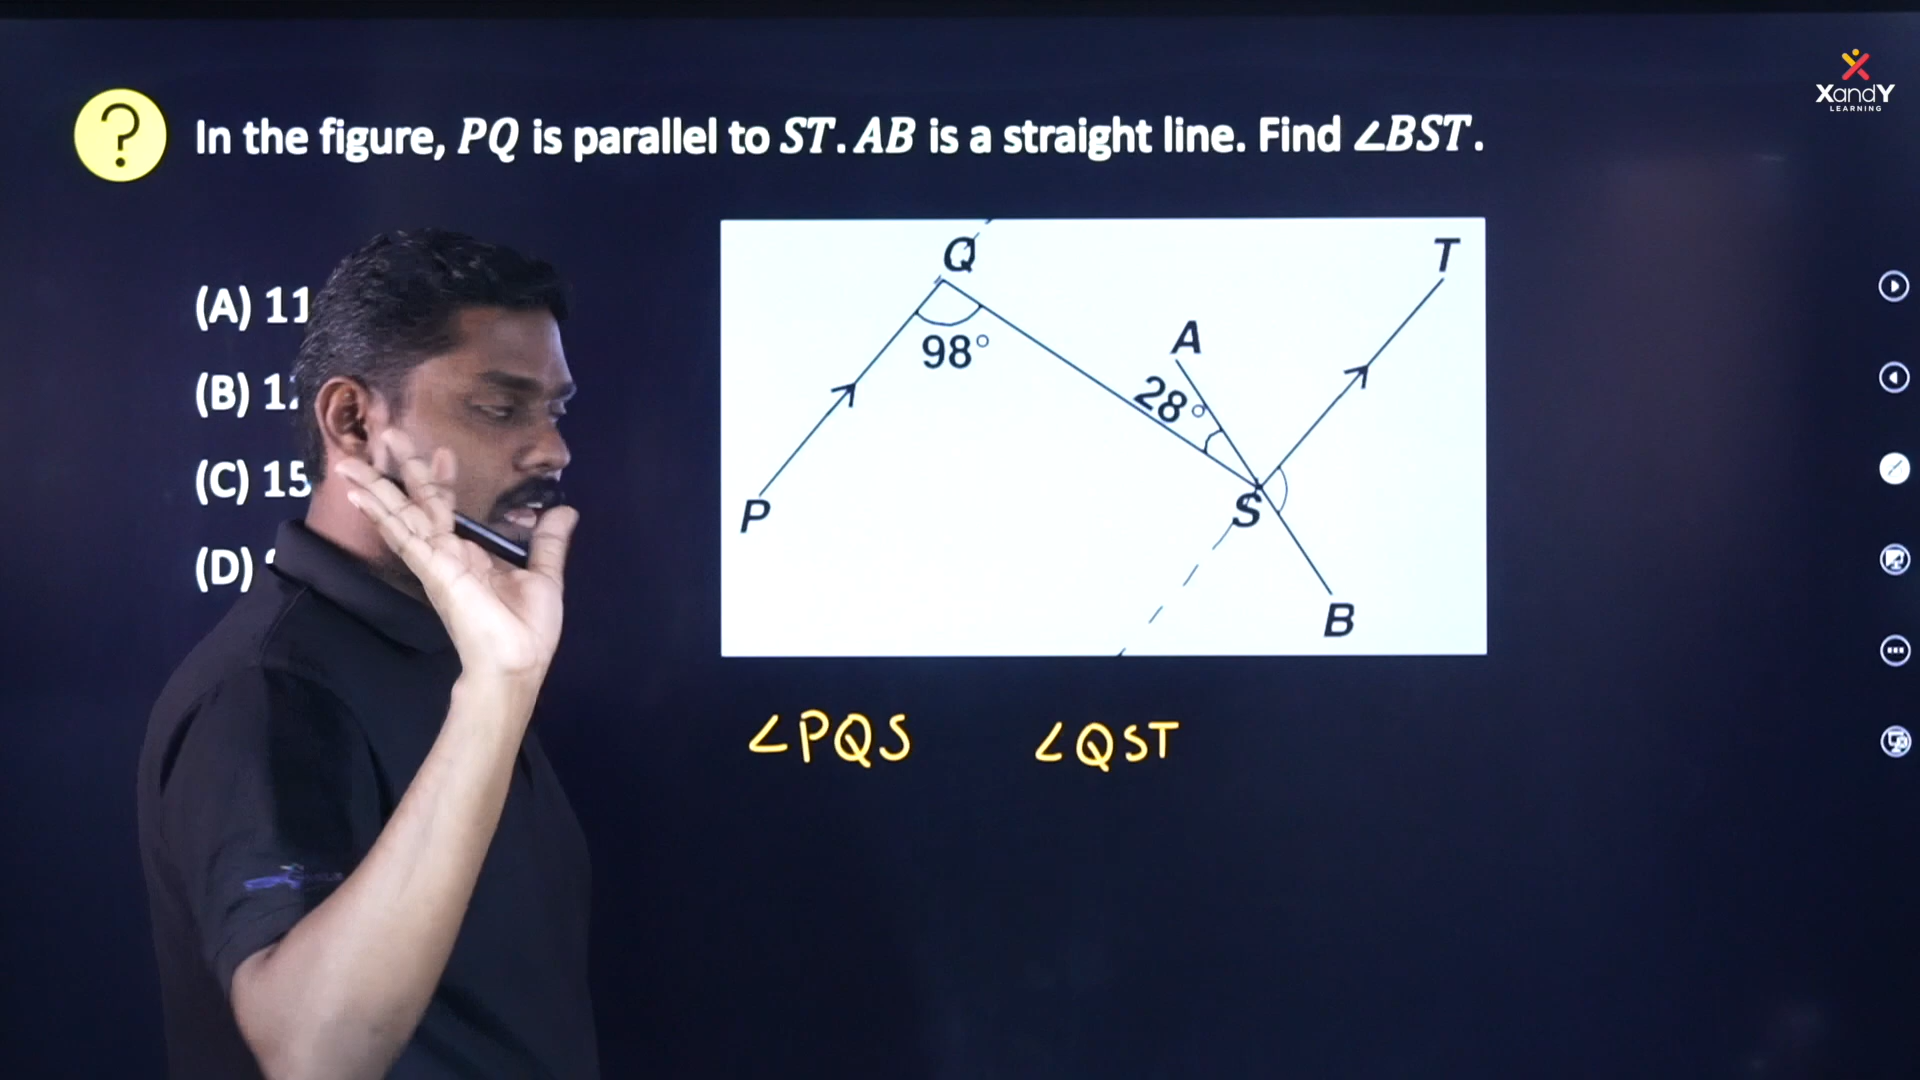 XandY
LEARNING
? In the figure, PQ is parallel to ST. AB is a straight line. Find ∠BST.
(A) 11
(B)
(C) 15
(D)
Q
T
A
98°
28°
P
S
B
∠PQS ∠QST